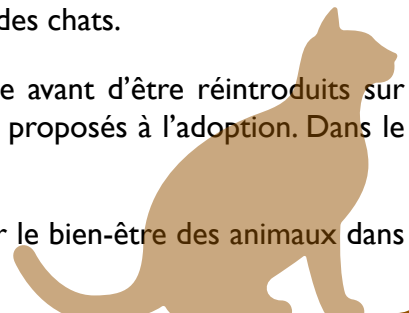 des chats.
e avant d'être réintroduits sur
proposés à l'adoption. Dans le
r le bien-être des animaux dans